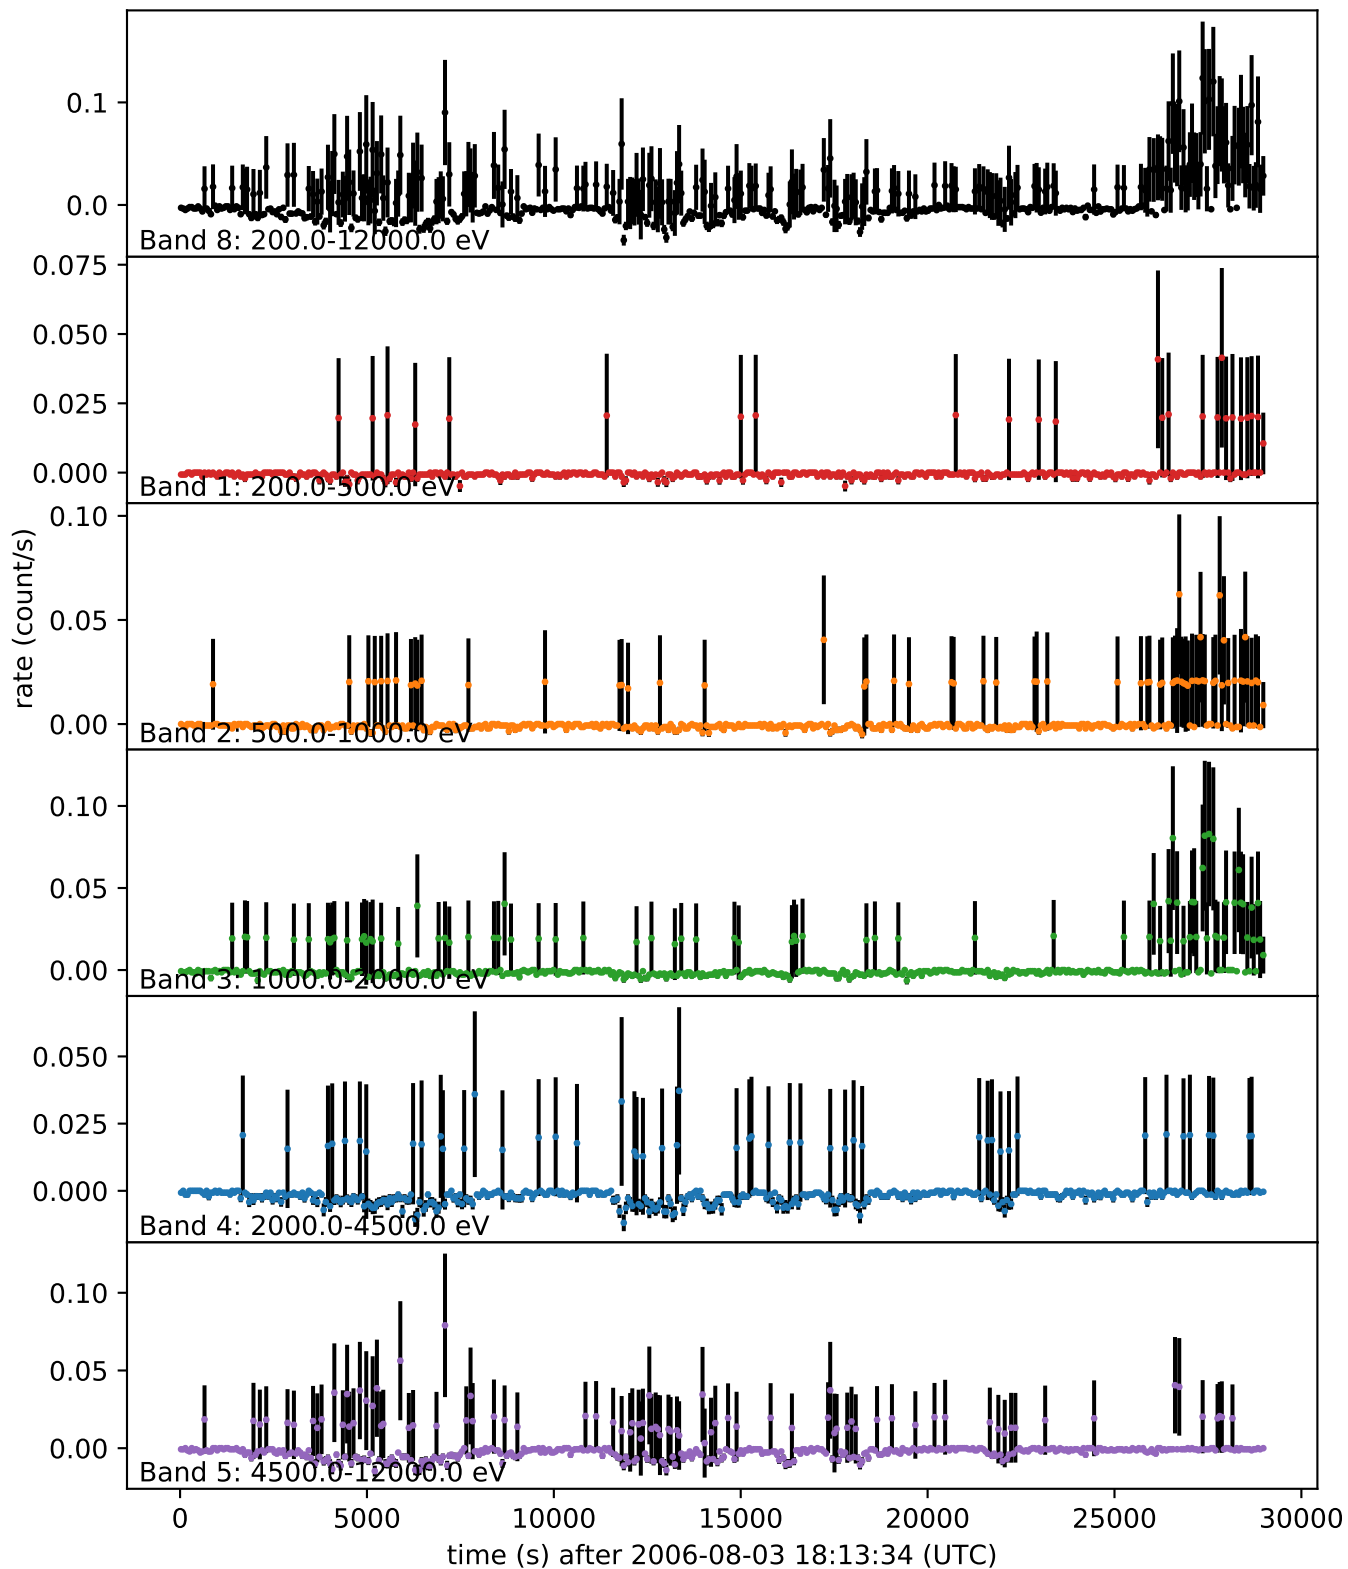 0.1
0.0
Band 8: 200.0-12000.0 eV
0.075
0.050
0.025
0.000
Band 1: 200.0-500.0 eV
rate (count/s)
0.10
0.05
0.00
Band 2: 500.0-1000.0 eV
0.10
0.05
0.00
Band 3: 1000.0-2000.0 eV
0.050
0.025
0.000
Band 4: 2000.0-4500.0 eV
0.10
0.05
0.00
Band 5: 4500.0-12000.0 eV
0 5000 10000 15000 20000 25000 30000
time (s) after 2006-08-03 18:13:34 (UTC)